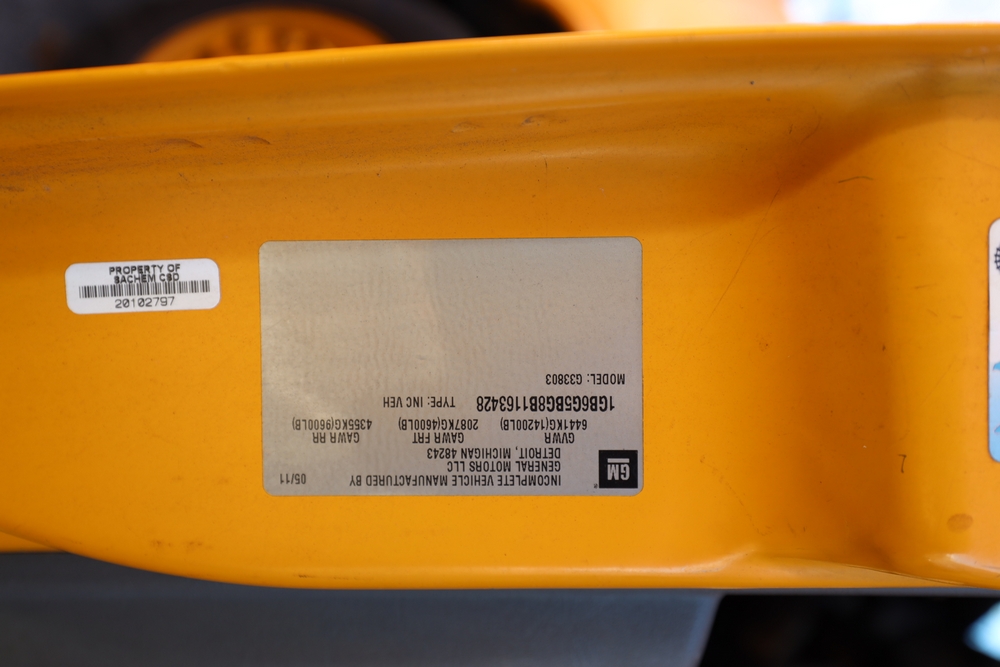 PROPERTY OF
SACHEM CSD
20102797
GM
INCOMPLETE VEHICLE MANUFACTURED BY
05/11
GENERAL MOTORS LLC
DETROIT, MICHIGAN 48243
GVWR GAWR FRT GAWR RR
6441KG(14200LB) 2087KG(4600LB) 4355KG(9600LB)
1GB6G5BG8B1163428 TYPE: INC VEH
MODEL: G33803